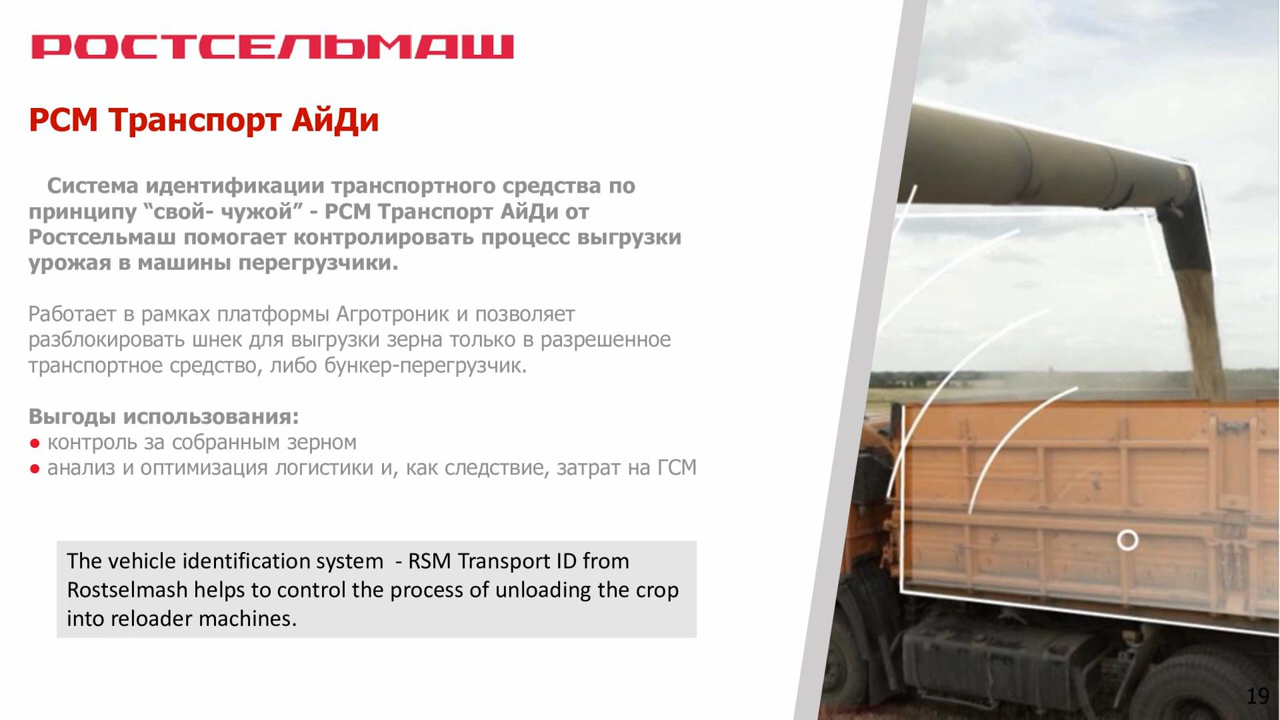 РОСТСЕЛЬМАШ
РСМ Транспорт АйДи
Система идентификации транспортного средства по
принципу “свой- чужой” - РСМ Транспорт АйДи от
Ростсельмаш помогает контролировать процесс выгрузки
урожая в машины перегрузчики.
Работает в рамках платформы Агротроник и позволяет
разблокировать шнек для выгрузки зерна только в разрешенное
транспортное средство, либо бункер-перегрузчик.
Выгоды использования:
● контроль за собранным зерном
● анализ и оптимизация логистики и, как следствие, затрат на ГСМ
The vehicle identification system - RSM Transport ID from
Rostselmash helps to control the process of unloading the crop
into reloader machines.
19